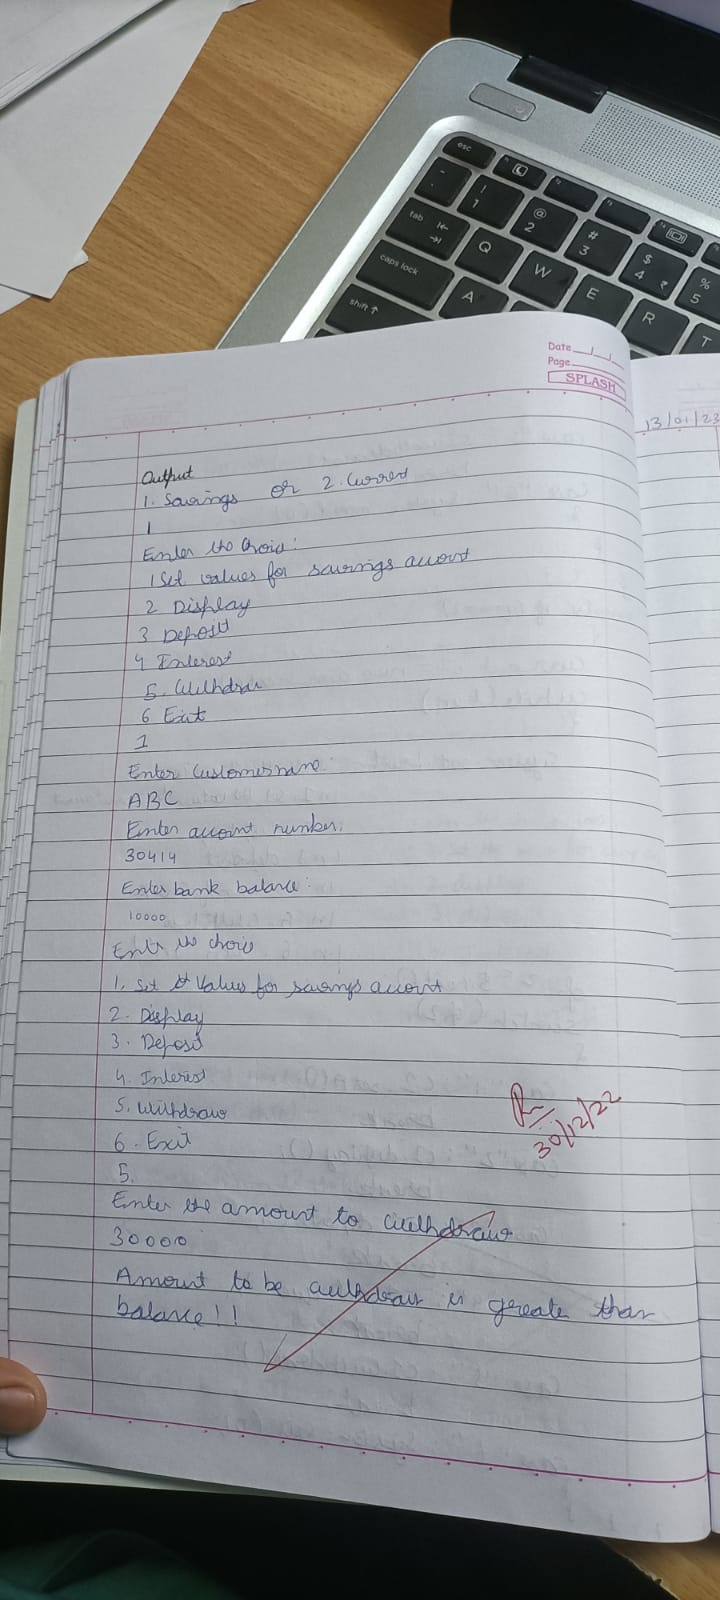 esc
!
1
@
2
#
3
$
4 ₹
%
5
tab
Q
W
E
R
T
caps lock
A
shift
Date
Page
SPLASH
13/01/23
Output
1. Savings or 2. Current
1
Enter the choice:
1 Set values for savings account
2 Display
3 Deposit
4 Interest
5. Withdraw
6 Exit
1
Enter Customer name:
ABC
Enter account number:
30414
Enter bank balance:
10000
Enter the choice
1. Set values for savings account
2. Display
3. Deposit
4. Interest
5. Withdraw
6. Exit
5.
Enter the amount to withdraw
30000
Amount to be withdraw is greate than
balance!!
30/12/22